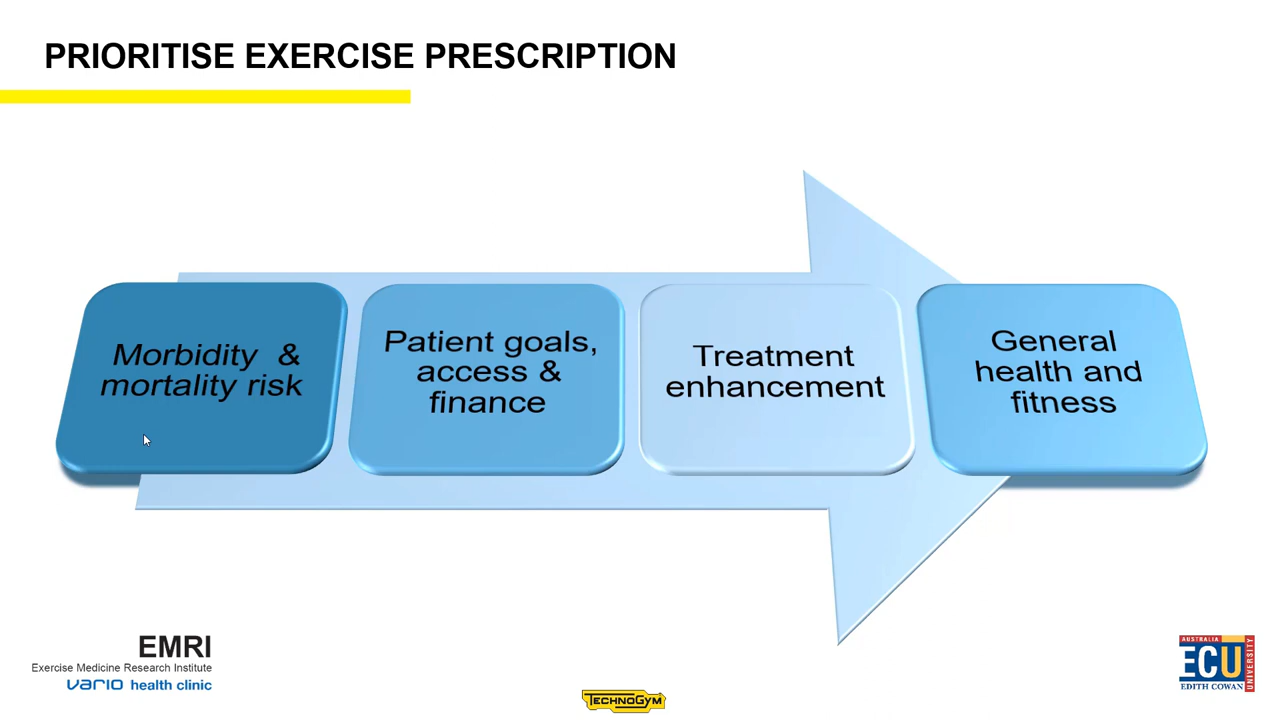 PRIORITISE EXERCISE PRESCRIPTION
Morbidity &
mortality risk
Patient goals,
access &
finance
Treatment
enhancement
General
health and
fitness
EMRI
Exercise Medicine Research Institute
vario health clinic
TECHNOGYM
AUSTRALIA
ECU
EDITH COWAN
UNIVERSITY